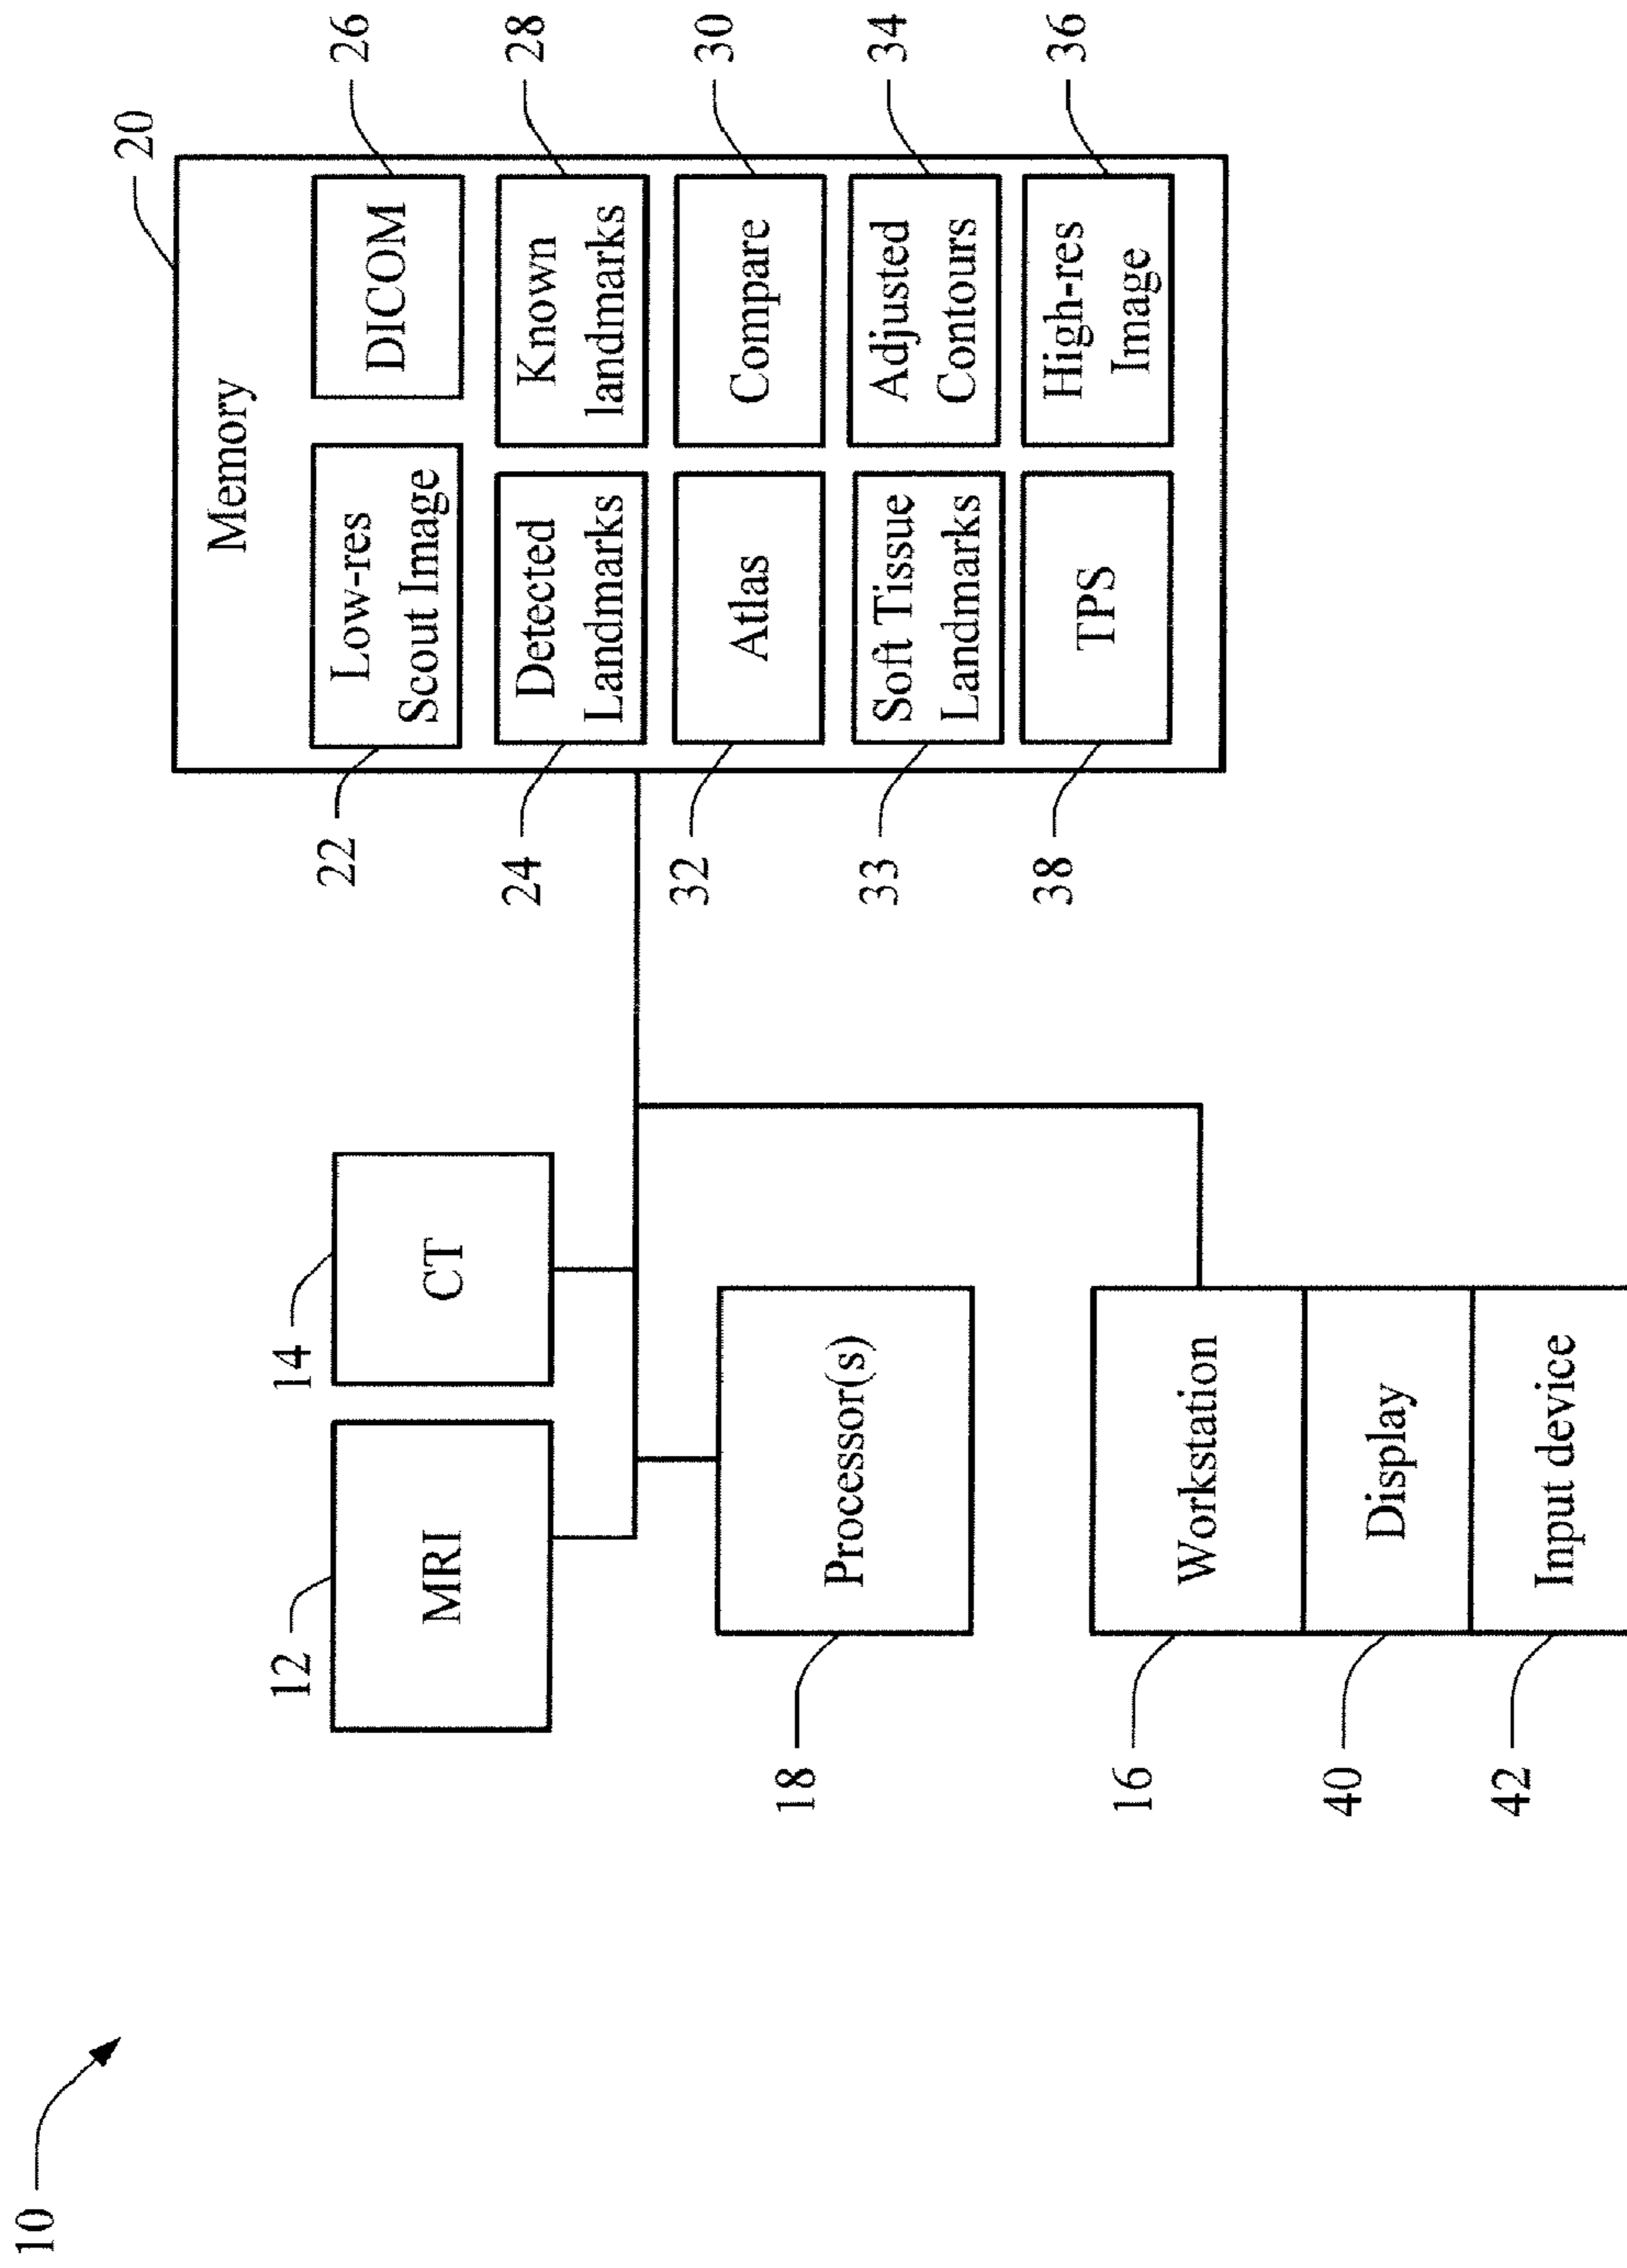 10
12
MRI
14
CT
18
Processor(s)
16
Workstation
40
Display
42
Input device
20
Memory
22
Low-res
Scout Image
26
DICOM
24
Detected
Landmarks
28
Known
landmarks
32
Atlas
30
Compare
33
Soft Tissue
Landmarks
34
Adjusted
Contours
38
TPS
36
High-res
Image